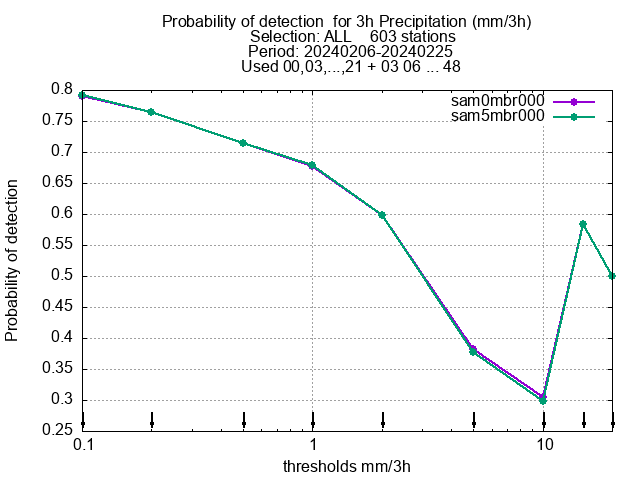 Probability of detection  for 3h Precipitation (mm/3h)
Selection: ALL    603 stations
Period: 20240206-20240225
Used 00,03,...,21 + 03 06 ... 48
sam0mbr000
sam5mbr000
Probability of detection
0.8
0.75
0.7
0.65
0.6
0.55
0.5
0.45
0.4
0.35
0.3
0.25
0.1 1 10
thresholds mm/3h